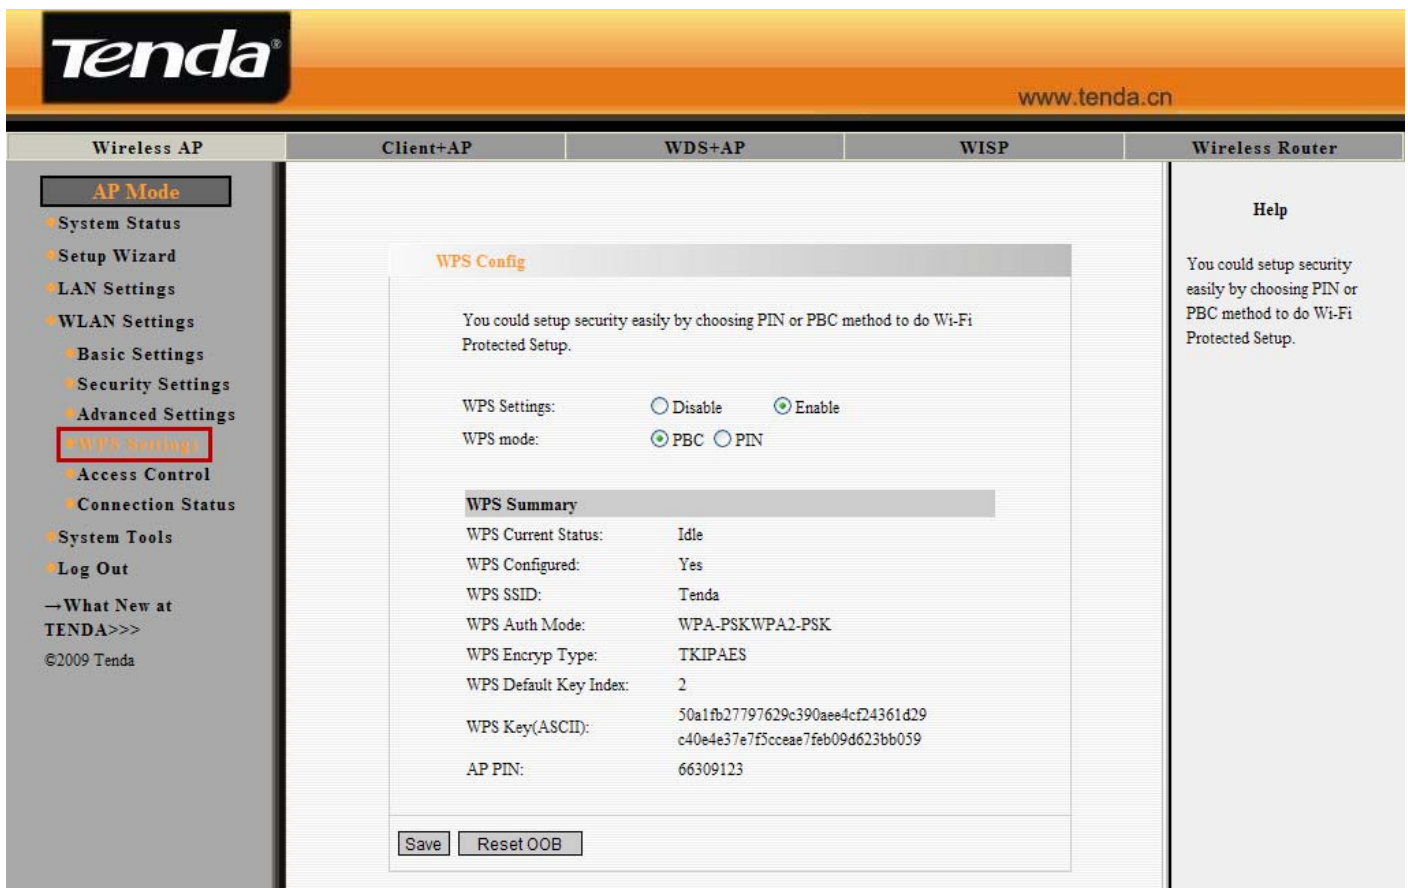 Tenda®
www.tenda.cn
Wireless AP
Client+AP
WDS+AP
WISP
Wireless Router
AP Mode
System Status
Setup Wizard
LAN Settings
WLAN Settings
Basic Settings
Security Settings
Advanced Settings
WPS Settings
Access Control
Connection Status
System Tools
Log Out
→What New at
TENDA>>>
©2009 Tenda
WPS Config
You could setup security easily by choosing PIN or PBC method to do Wi-Fi
Protected Setup.
WPS Settings: Disable Enable
WPS mode: PBC PIN
WPS Summary
WPS Current Status: Idle
WPS Configured: Yes
WPS SSID: Tenda
WPS Auth Mode: WPA-PSKWPA2-PSK
WPS Encryp Type: TKIPAES
WPS Default Key Index: 2
WPS Key(ASCII): 50a1fb27797629c390aee4cf24361d29
c40e4e37e7f5cceae7feb09d623bb059
AP PIN: 66309123
Save Reset OOB
Help
You could setup security
easily by choosing PIN or
PBC method to do Wi-Fi
Protected Setup.